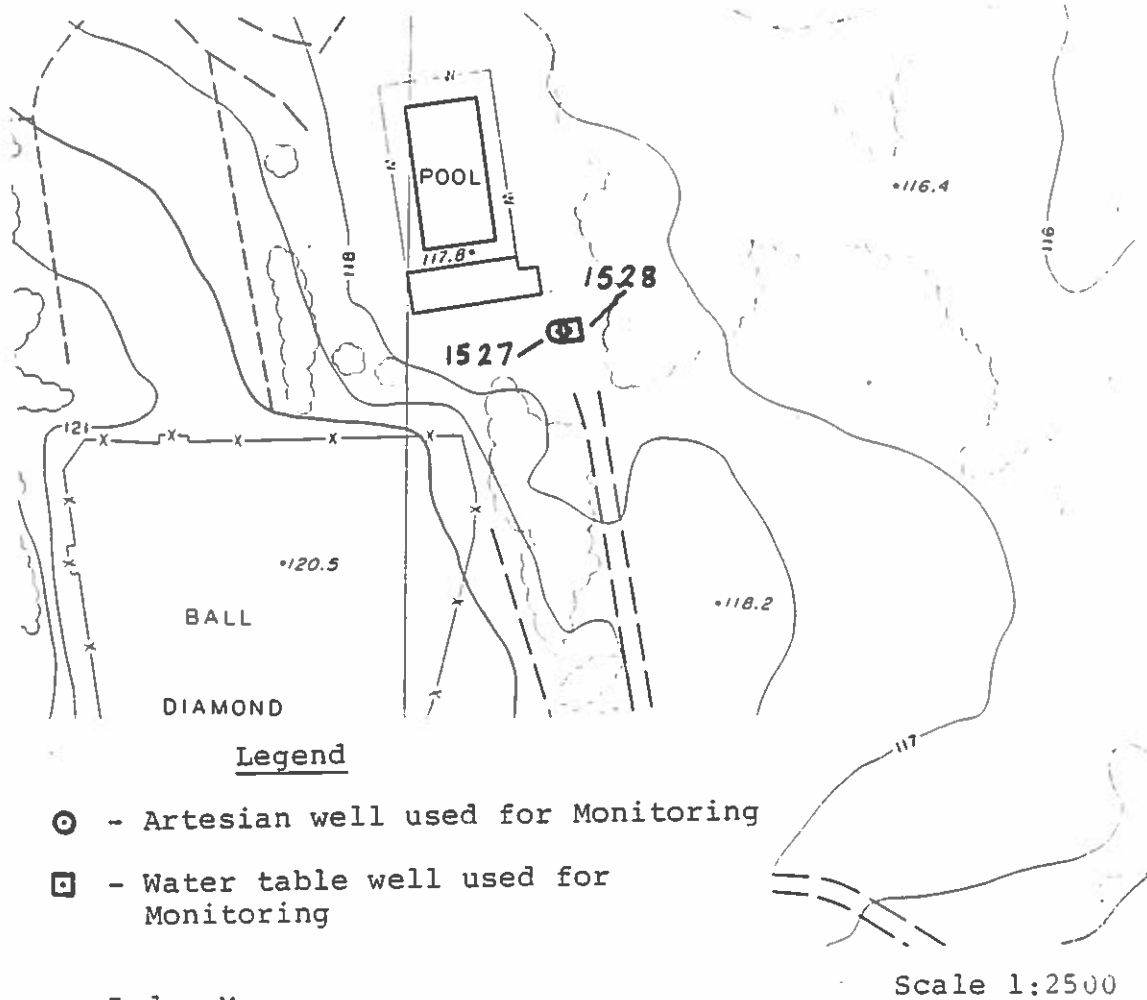 POOL
116.4
116
118
117.8
1528
1527
121
120.5
BALL
118.2
DIAMOND
117
Legend
- Artesian well used for Monitoring
- Water table well used for
Monitoring
Scale 1:2500